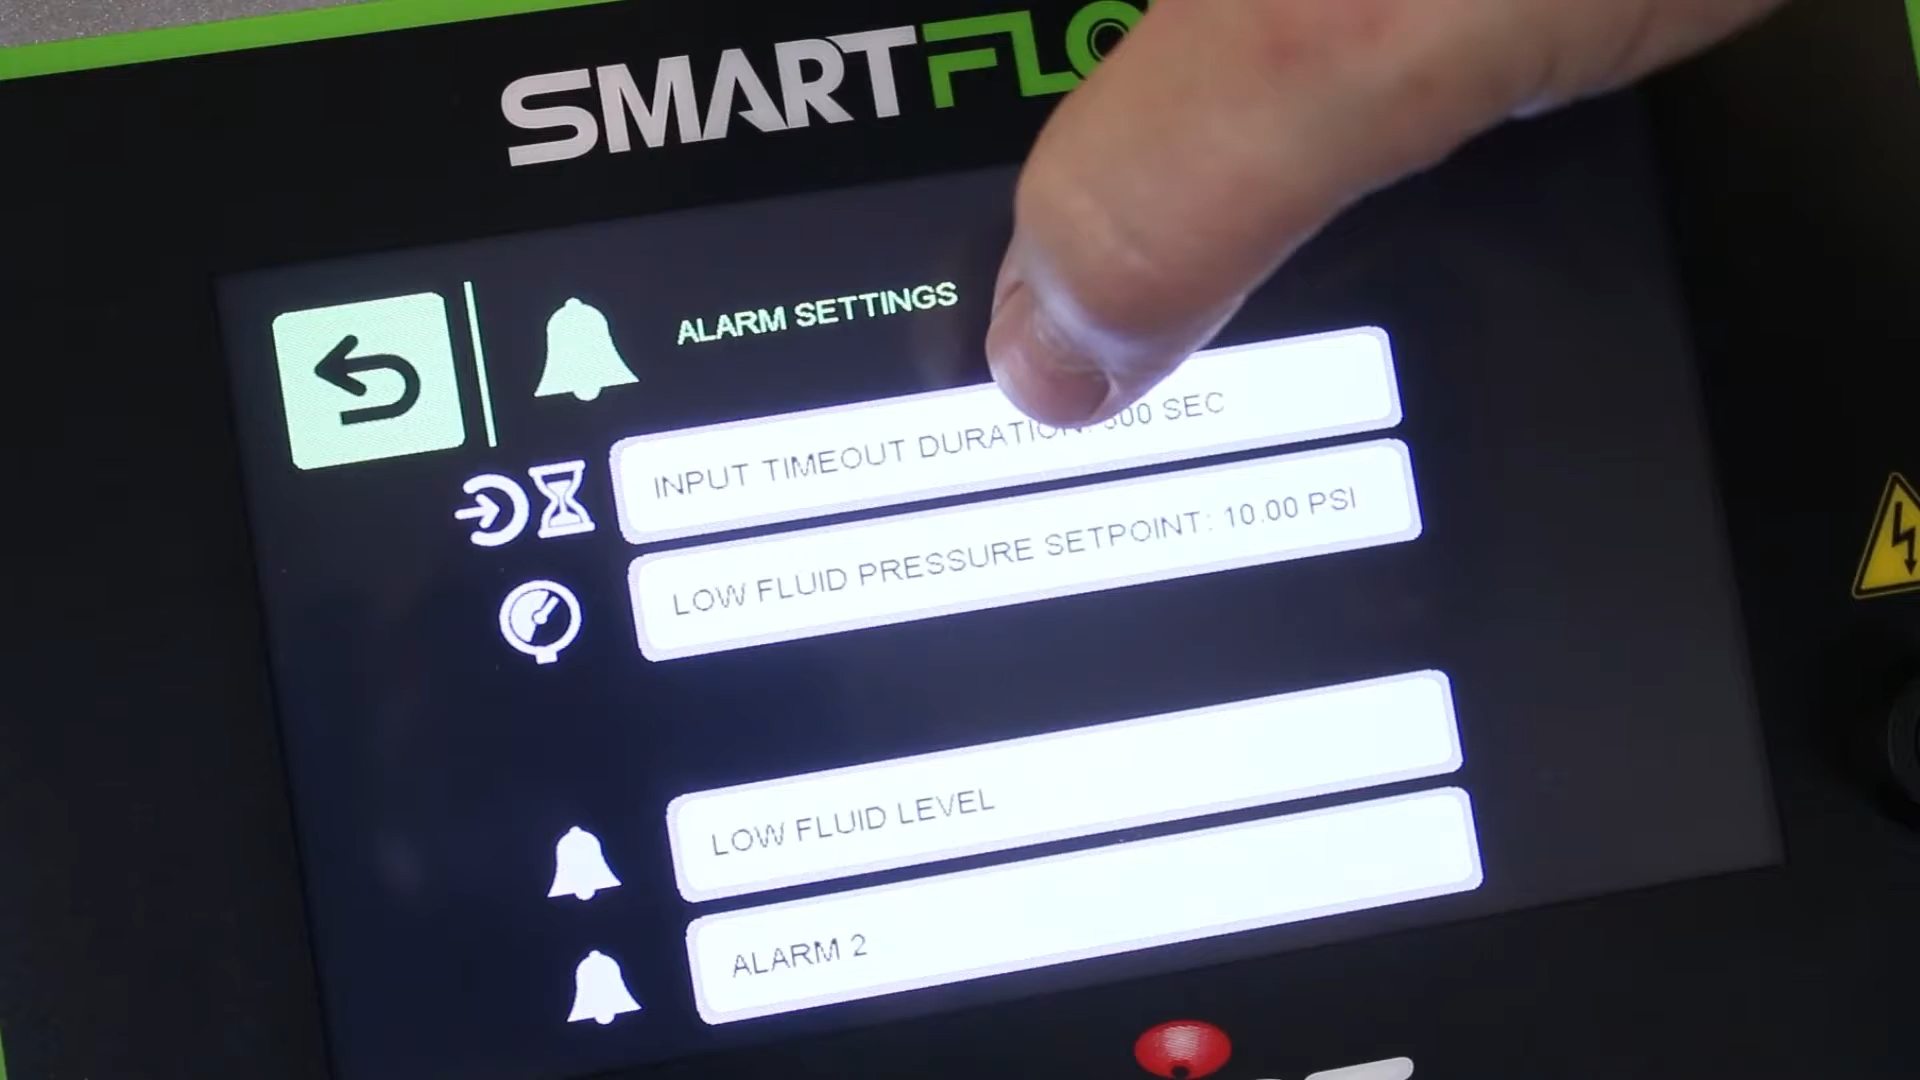 SMARTFLO
ALARM SETTINGS
INPUT TIMEOUT DURATION: 300 SEC
LOW FLUID PRESSURE SETPOINT: 10.00 PSI
LOW FLUID LEVEL
ALARM 2